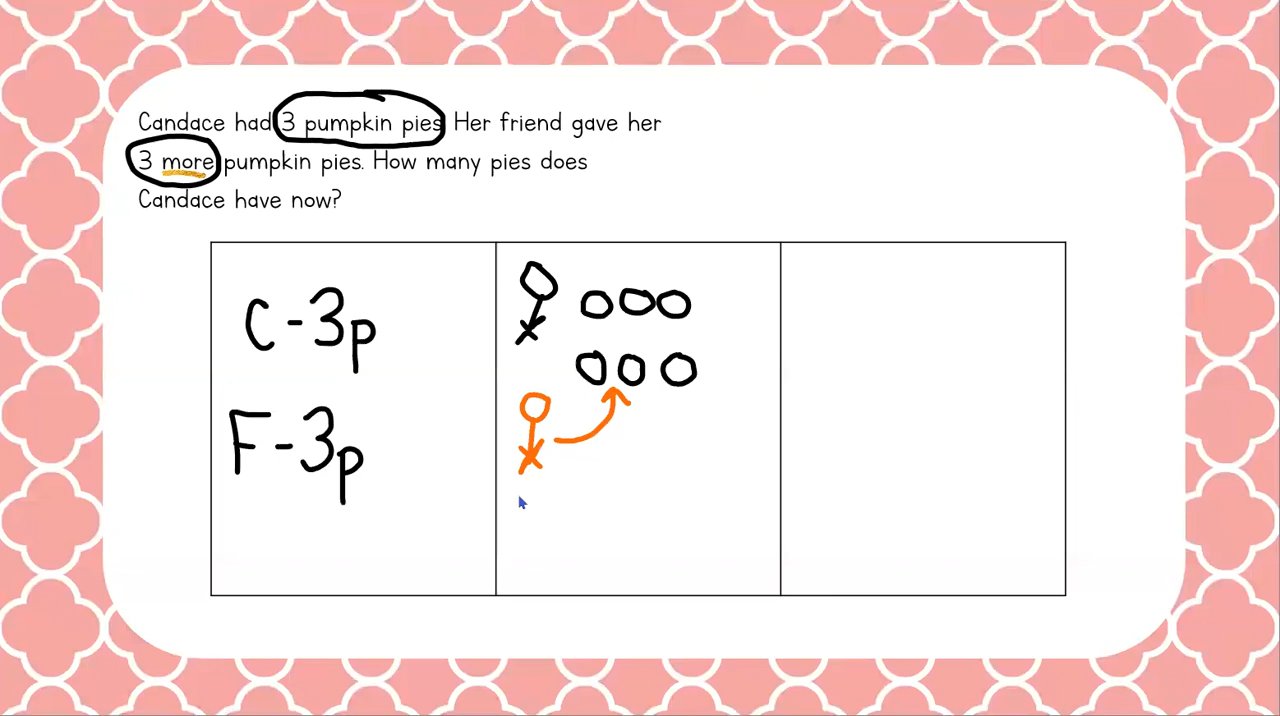 Candace had 3 pumpkin pies. Her friend gave her
3 more pumpkin pies. How many pies does
Candace have now?
C-3p
F-3p